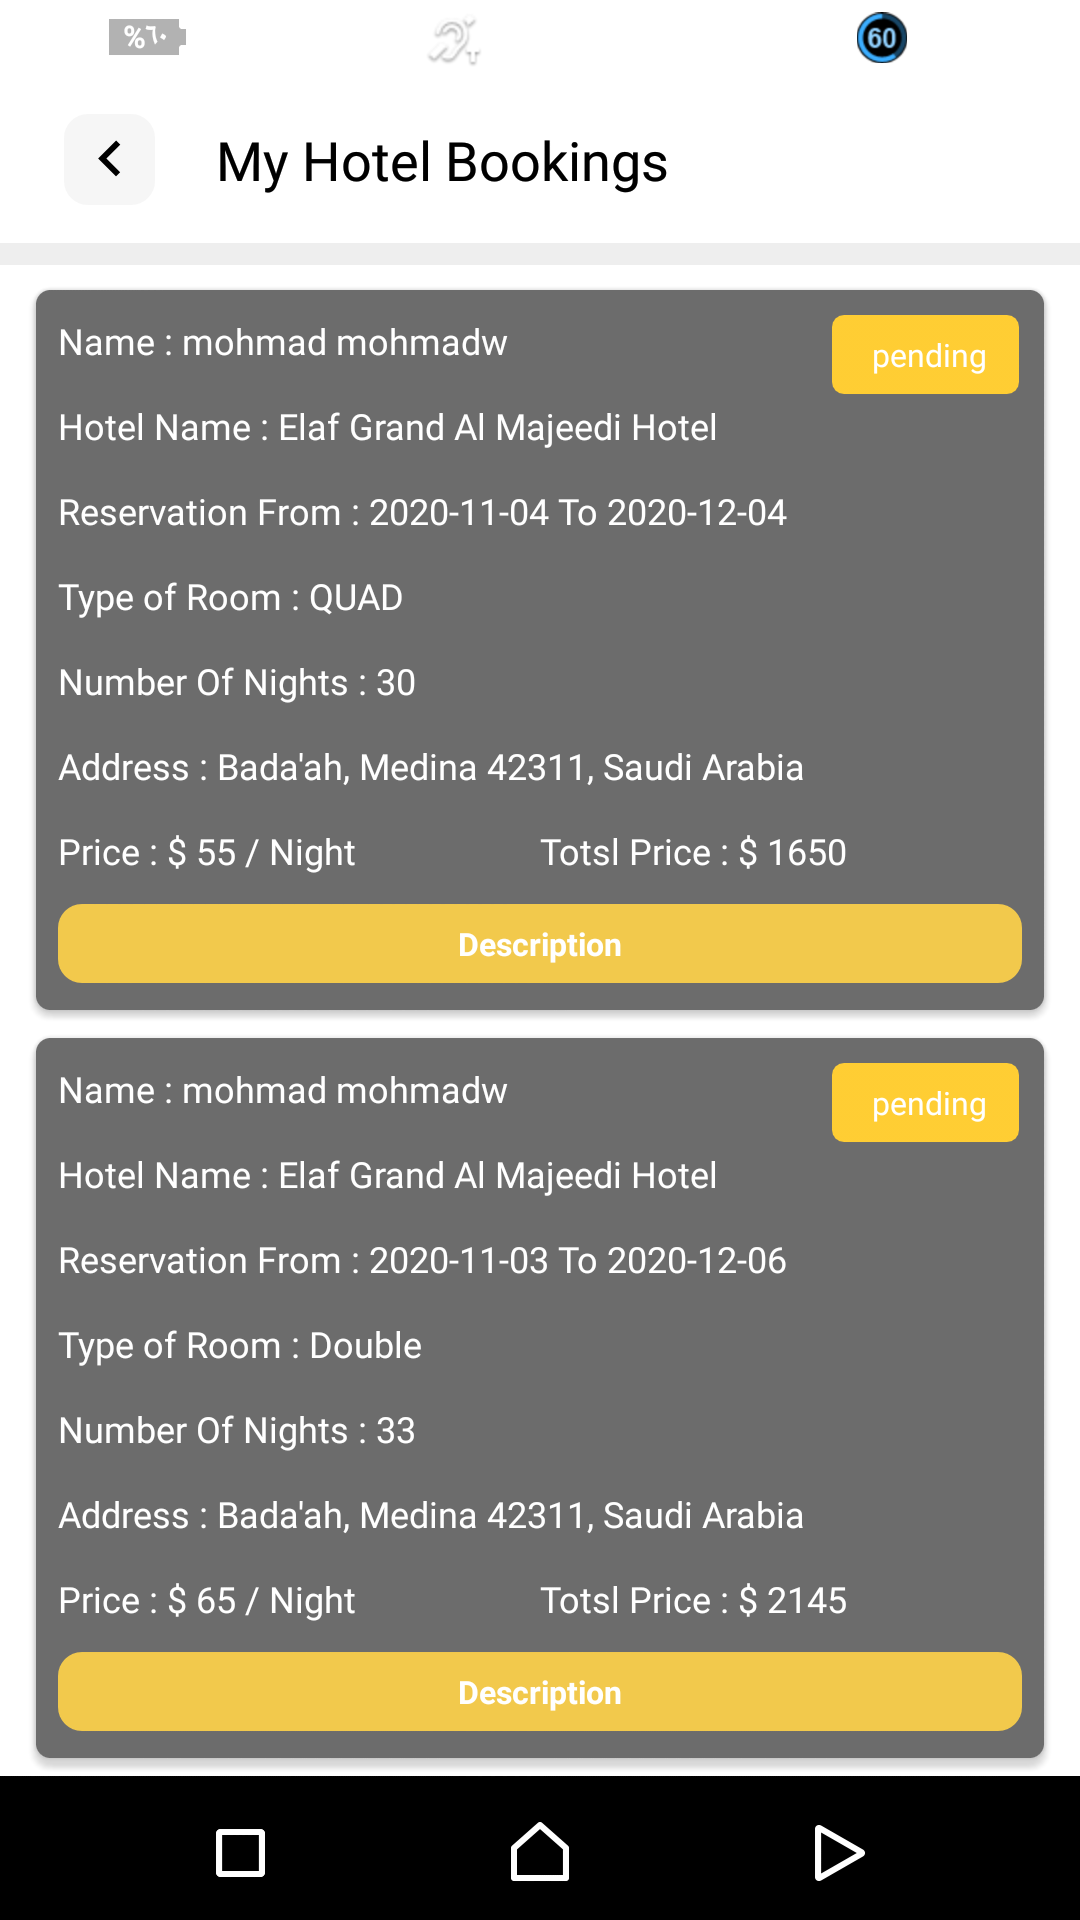 %٦٠
T
60
My Hotel Bookings
Name : mohmad mohmadw
pending
Hotel Name : Elaf Grand Al Majeedi Hotel
Reservation From : 2020-11-04 To 2020-12-04
Type of Room : QUAD
Number Of Nights : 30
Address : Bada'ah, Medina 42311, Saudi Arabia
Price : $ 55 / Night Totsl Price : $ 1650
Description
Name : mohmad mohmadw
pending
Hotel Name : Elaf Grand Al Majeedi Hotel
Reservation From : 2020-11-03 To 2020-12-06
Type of Room : Double
Number Of Nights : 33
Address : Bada'ah, Medina 42311, Saudi Arabia
Price : $ 65 / Night Totsl Price : $ 2145
Description